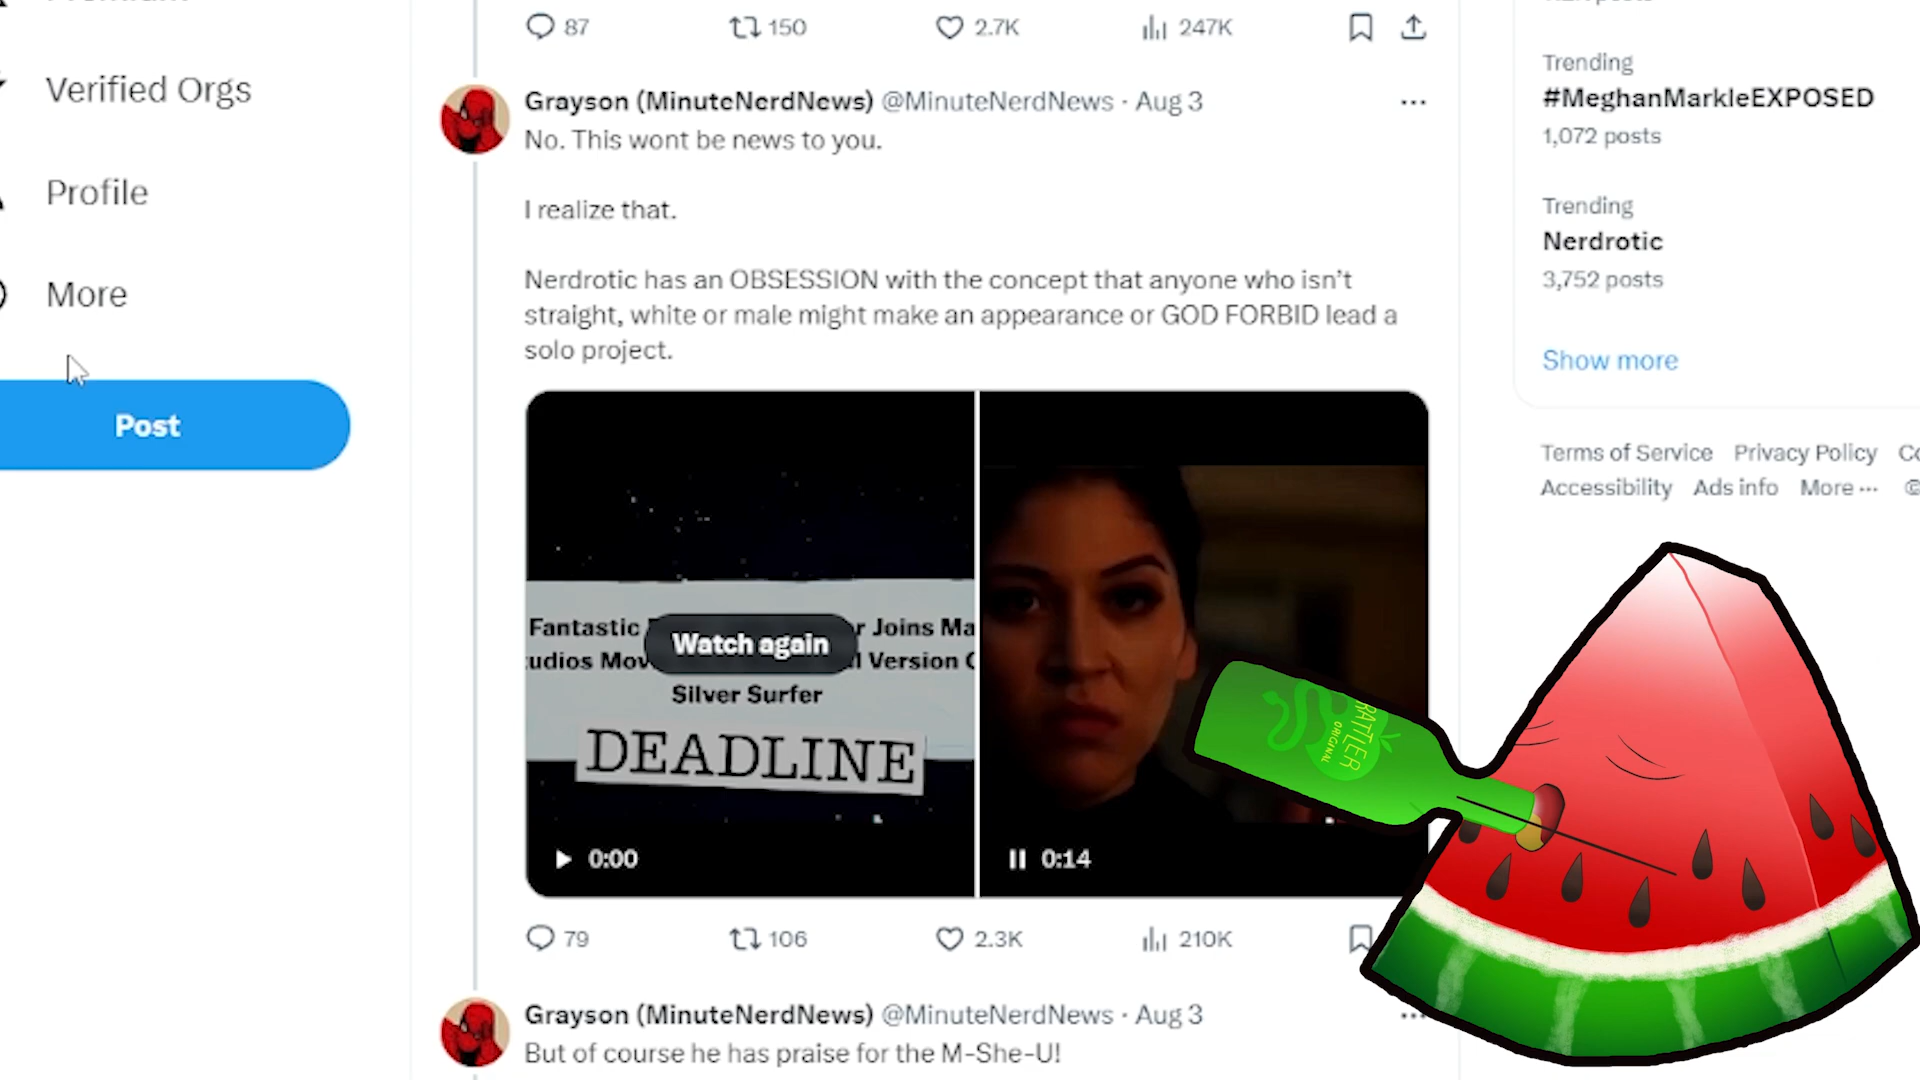 Verified Orgs
Profile
More
Post
87
150
2.7K
247K
Grayson (MinuteNerdNews) @MinuteNerdNews · Aug 3
No. This wont be news to you.
I realize that.
Nerdrotic has an OBSESSION with the concept that anyone who isn't
straight, white or male might make an appearance or GOD FORBID lead a
solo project.
Fantastic
r Joins Ma
Watch again
udios Mov
l Version
Silver Surfer
DEADLINE
0:00
0:14
79
106
2.3K
210K
Grayson (MinuteNerdNews) @MinuteNerdNews · Aug 3
But of course he has praise for the M-She-U!
Trending
#MeghanMarkleEXPOSED
1,072 posts
Trending
Nerdrotic
3,752 posts
Show more
Terms of Service Privacy Policy
Accessibility Ads info More ···
RATTLER
ORIGINAL